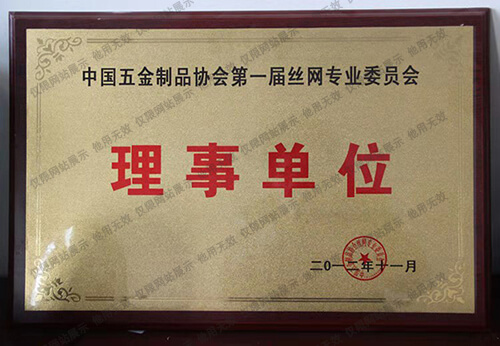 中国五金制品协会第一届丝网专业委员会
理事单位
二〇一二年十一月
仅限网站展示 他用无效